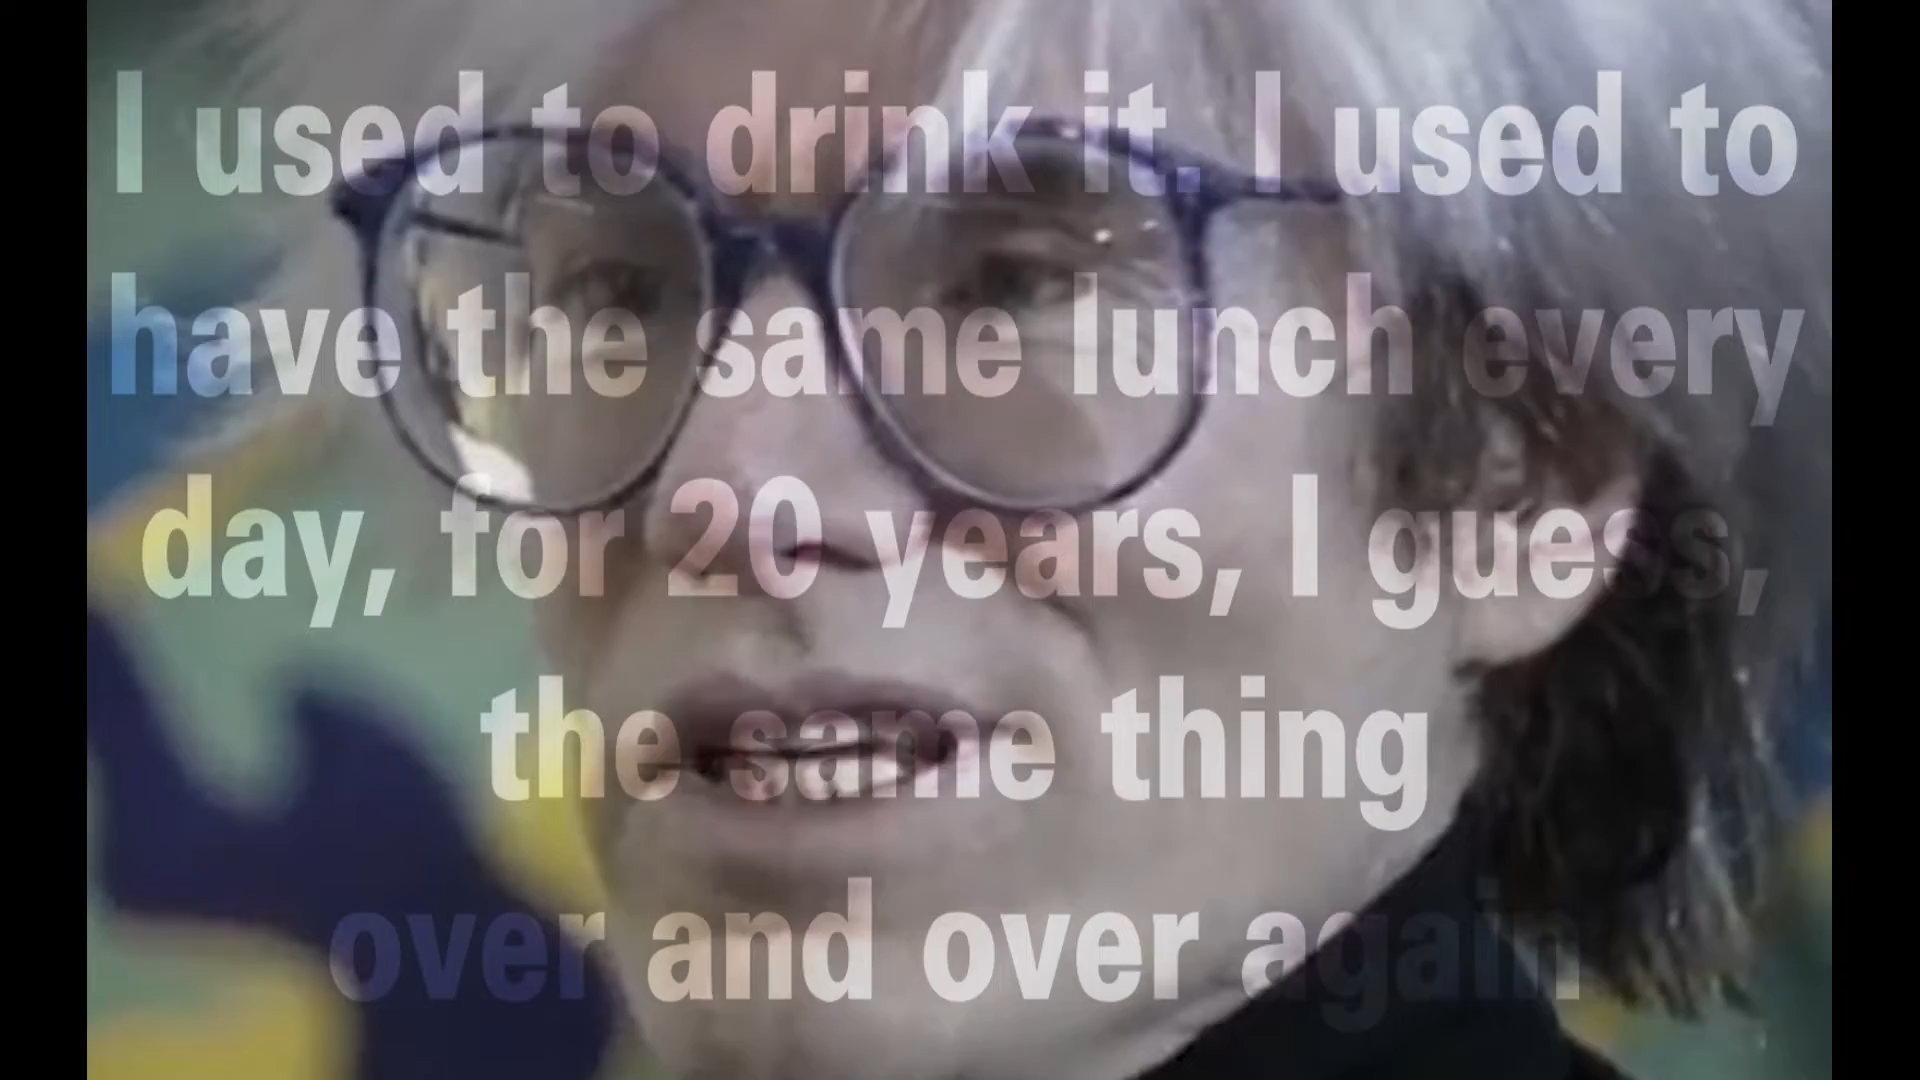 I used to drink it. I used to
have the same lunch every
day, for 20 years, I guess,
the same thing
over and over again